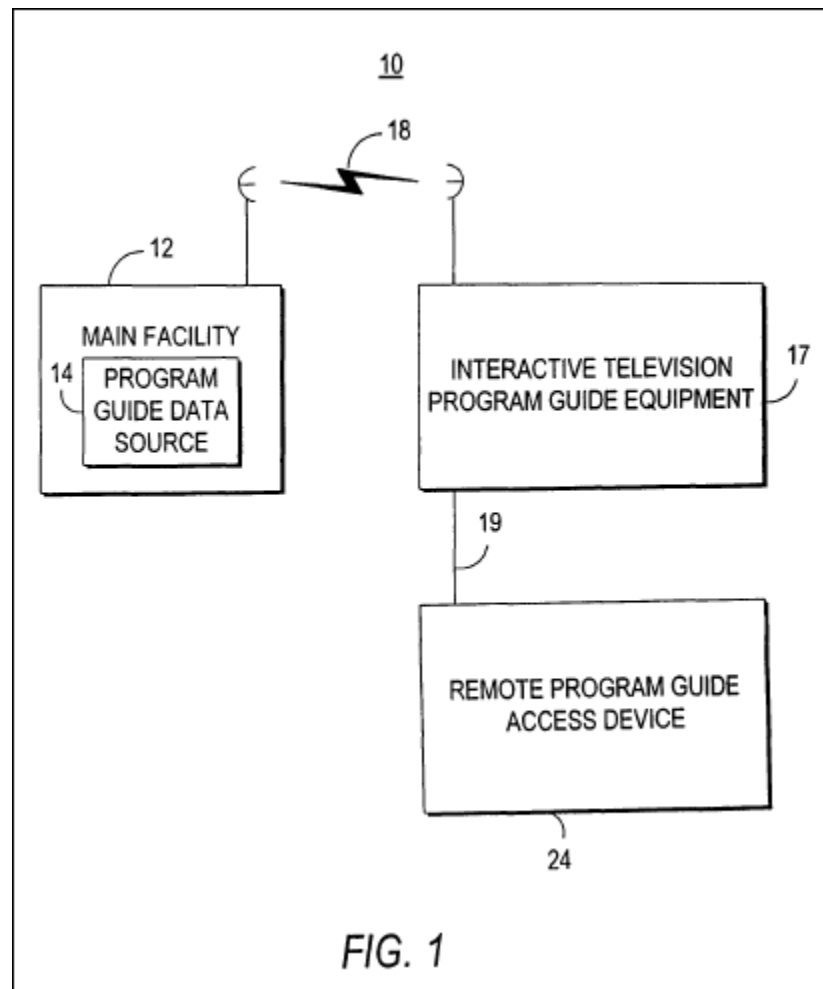 10
18
12
MAIN FACILITY
14
PROGRAM
GUIDE DATA
SOURCE
INTERACTIVE TELEVISION
PROGRAM GUIDE EQUIPMENT
17
19
REMOTE PROGRAM GUIDE
ACCESS DEVICE
24
FIG. 1